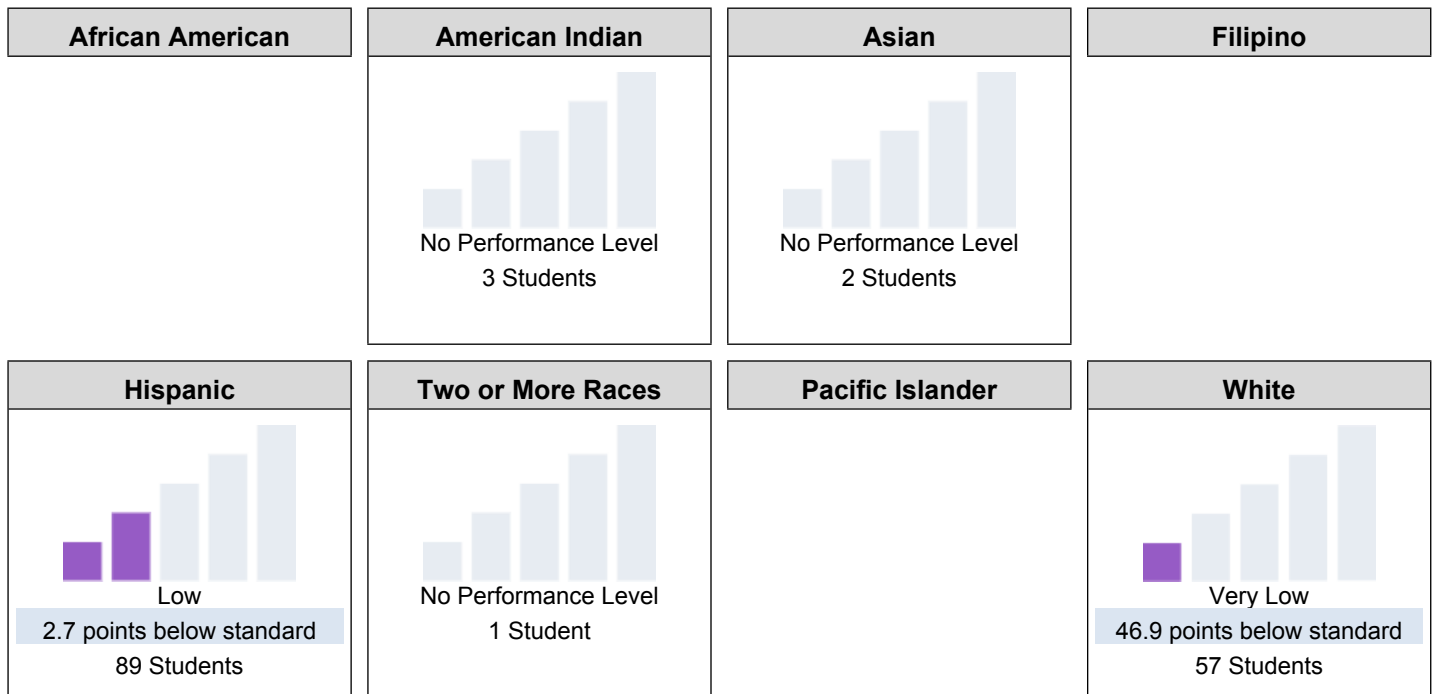 African American
American Indian
Asian
Filipino
No Performance Level
3 Students
No Performance Level
2 Students
Hispanic
Two or More Races
Pacific Islander
White
Low
2.7 points below standard
89 Students
No Performance Level
1 Student
Very Low
46.9 points below standard
57 Students